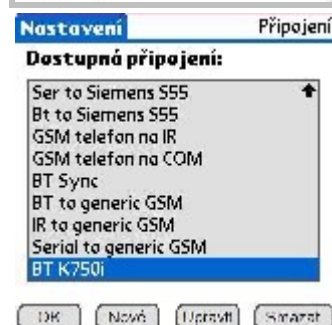 Nastavení Připojení
Dostupná připojení:
Ser to Siemens S55
Bt to Siemens S55
GSM telefon na IR
GSM telefon na COM
BT Sync
BT to generic GSM
IR to generic GSM
Serial to generic GSM
BT K750i
OK Nové Upravit Smazat